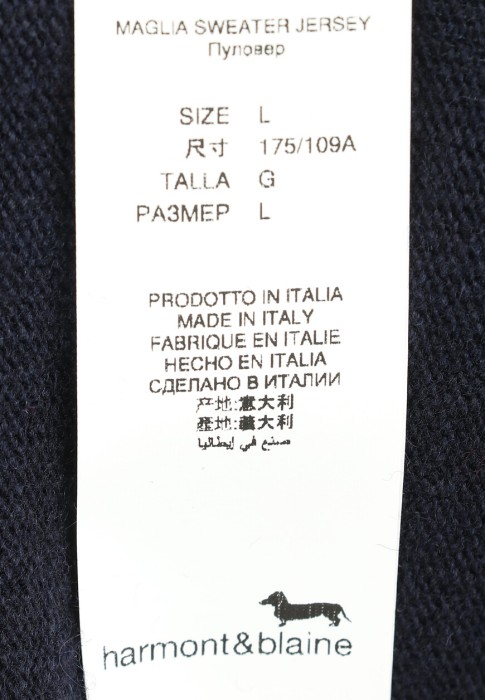 MAGLIA SWEATER JERSEY
Пуловер
SIZE L
尺寸 175/109A
TALLA G
РАЗМЕР L
PRODOTTO IN ITALIA
MADE IN ITALY
FABRIQUE EN ITALIE
HECHO EN ITALIA
СДЕЛАНО В ИТАЛИИ
产地:意大利
產地:義大利
صنع في إيطاليا
harmont&blaine